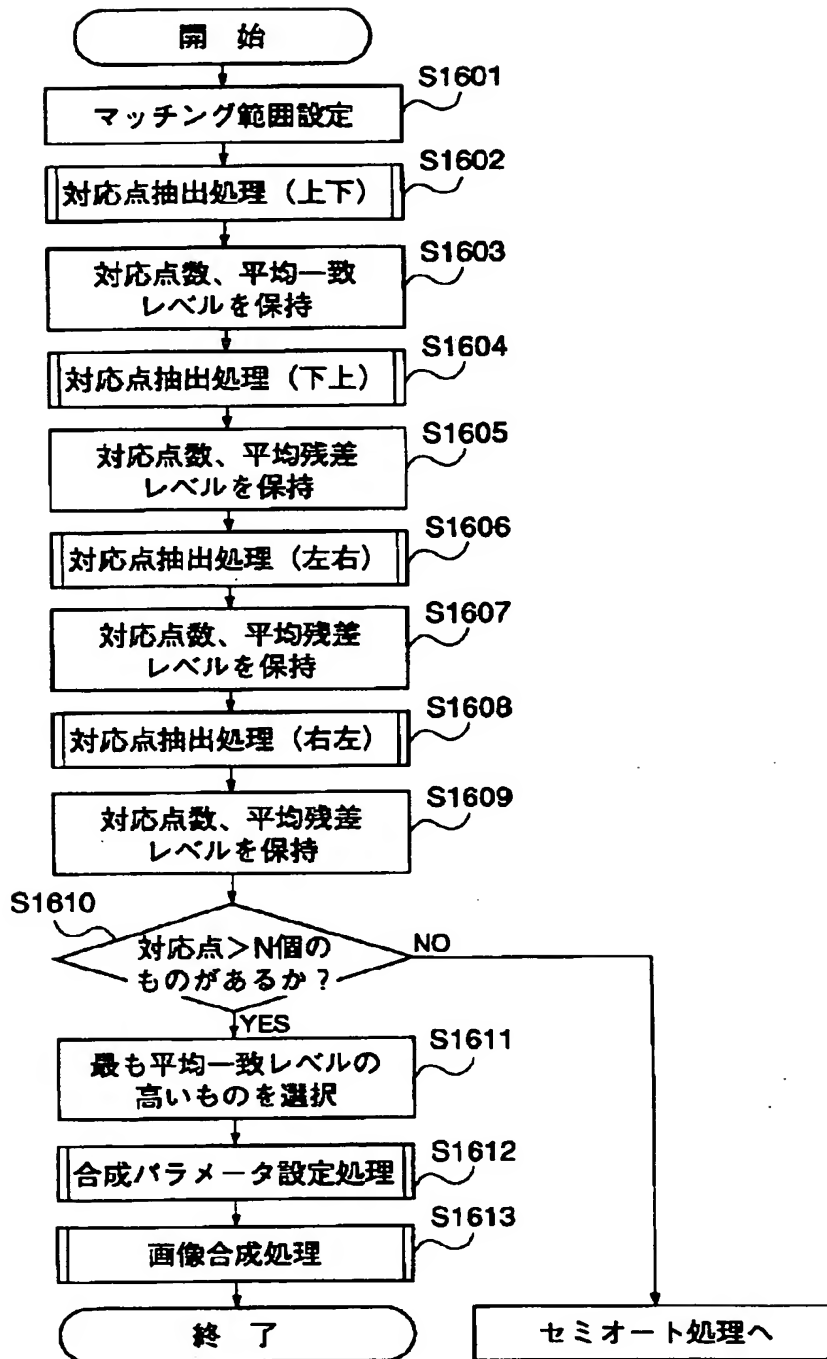 開 始
S1601
マッチング範囲設定
S1602
対応点抽出処理（上下）
S1603
対応点数、平均一致
レベルを保持
S1604
対応点抽出処理（下上）
S1605
対応点数、平均残差
レベルを保持
S1606
対応点抽出処理（左右）
S1607
対応点数、平均残差
レベルを保持
S1608
対応点抽出処理（右左）
S1609
対応点数、平均残差
レベルを保持
S1610
対応点＞N個の
ものがあるか？
NO
YES
S1611
最も平均一致レベルの
高いものを選択
S1612
合成パラメータ設定処理
S1613
画像合成処理
終 了
セミオート処理へ